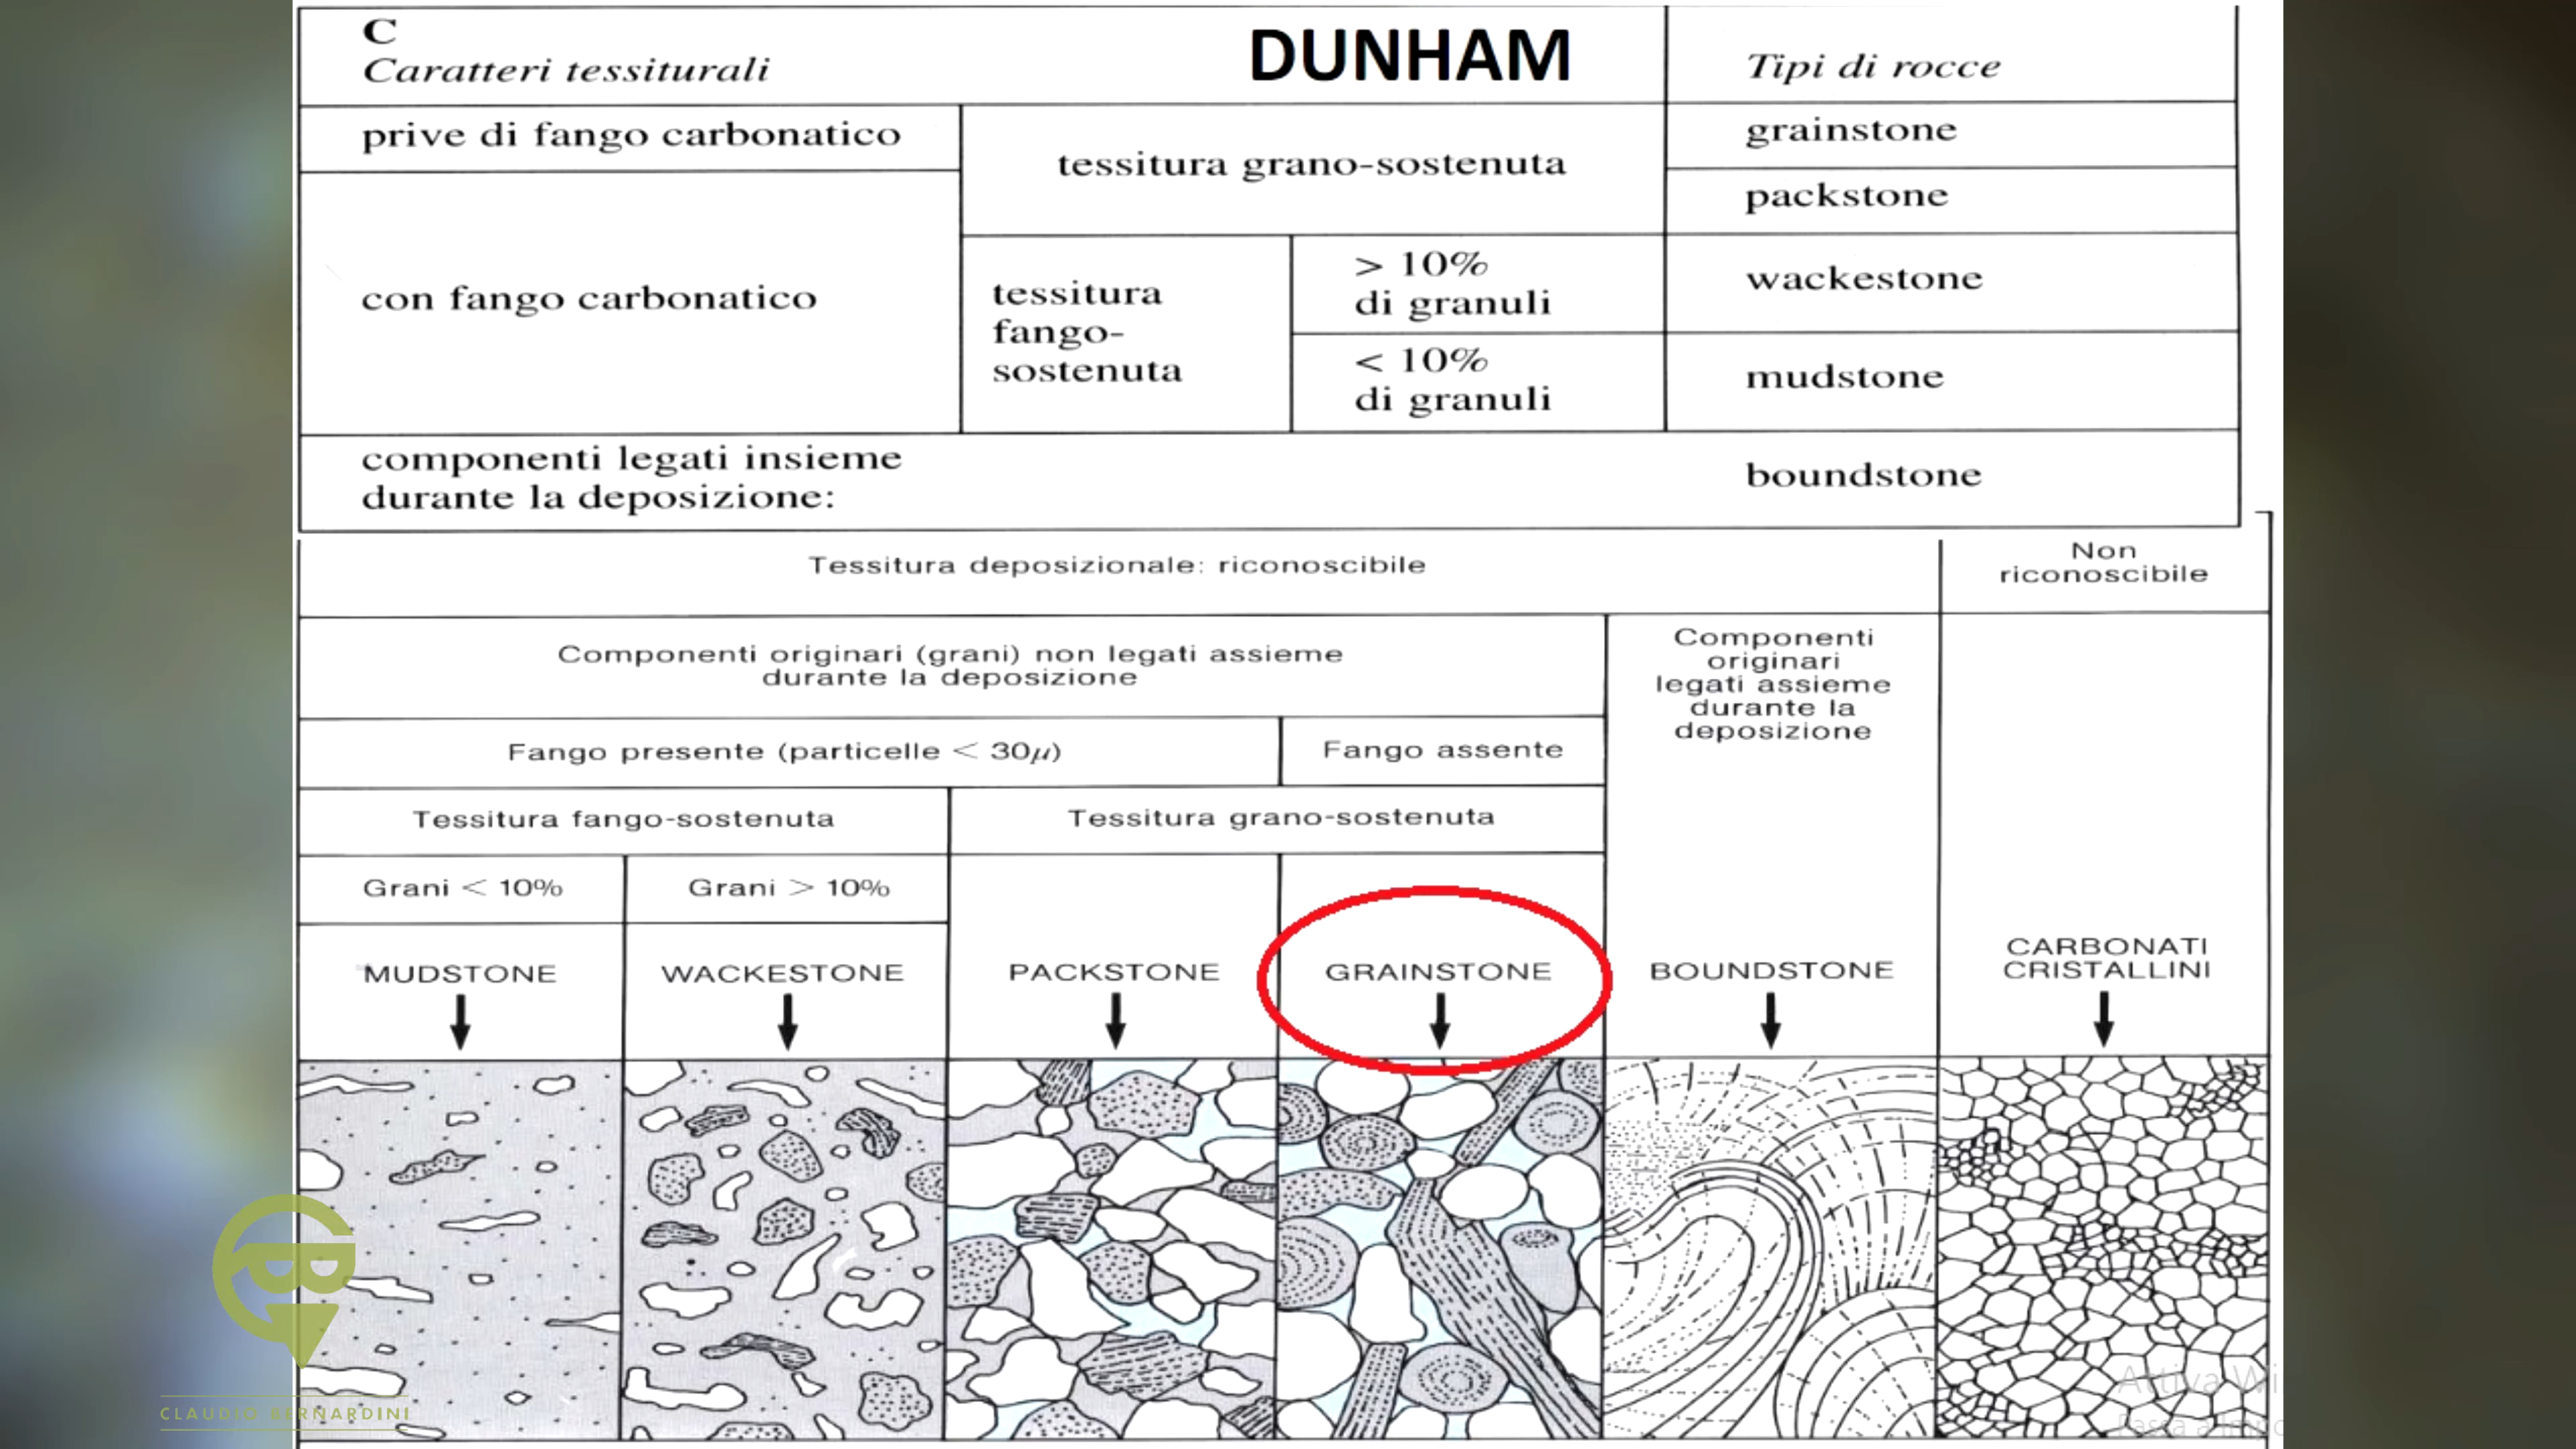 C
DUNHAM
Caratteri tessiturali
Tipi di rocce
prive di fango carbonatico
tessitura grano-sostenuta
grainstone
packstone
con fango carbonatico
tessitura
fango-
sostenuta
> 10%
di granuli
wackestone
< 10%
di granuli
mudstone
componenti legati insieme
durante la deposizione:
boundstone
Tessitura deposizionale: riconoscibile
Non
riconoscibile
Componenti originari (grani) non legati assieme
durante la deposizione
Componenti
originari
legati assieme
durante la
deposizione
Fango presente (particelle < 30μ)
Fango assente
Tessitura fango-sostenuta
Tessitura grano-sostenuta
Grani < 10%
Grani > 10%
MUDSTONE
WACKESTONE
PACKSTONE
GRAINSTONE
BOUNDSTONE
CARBONATI
CRISTALLINI
CLAUDIO BERNARDINI
Attiva Wi
Passa a Impo